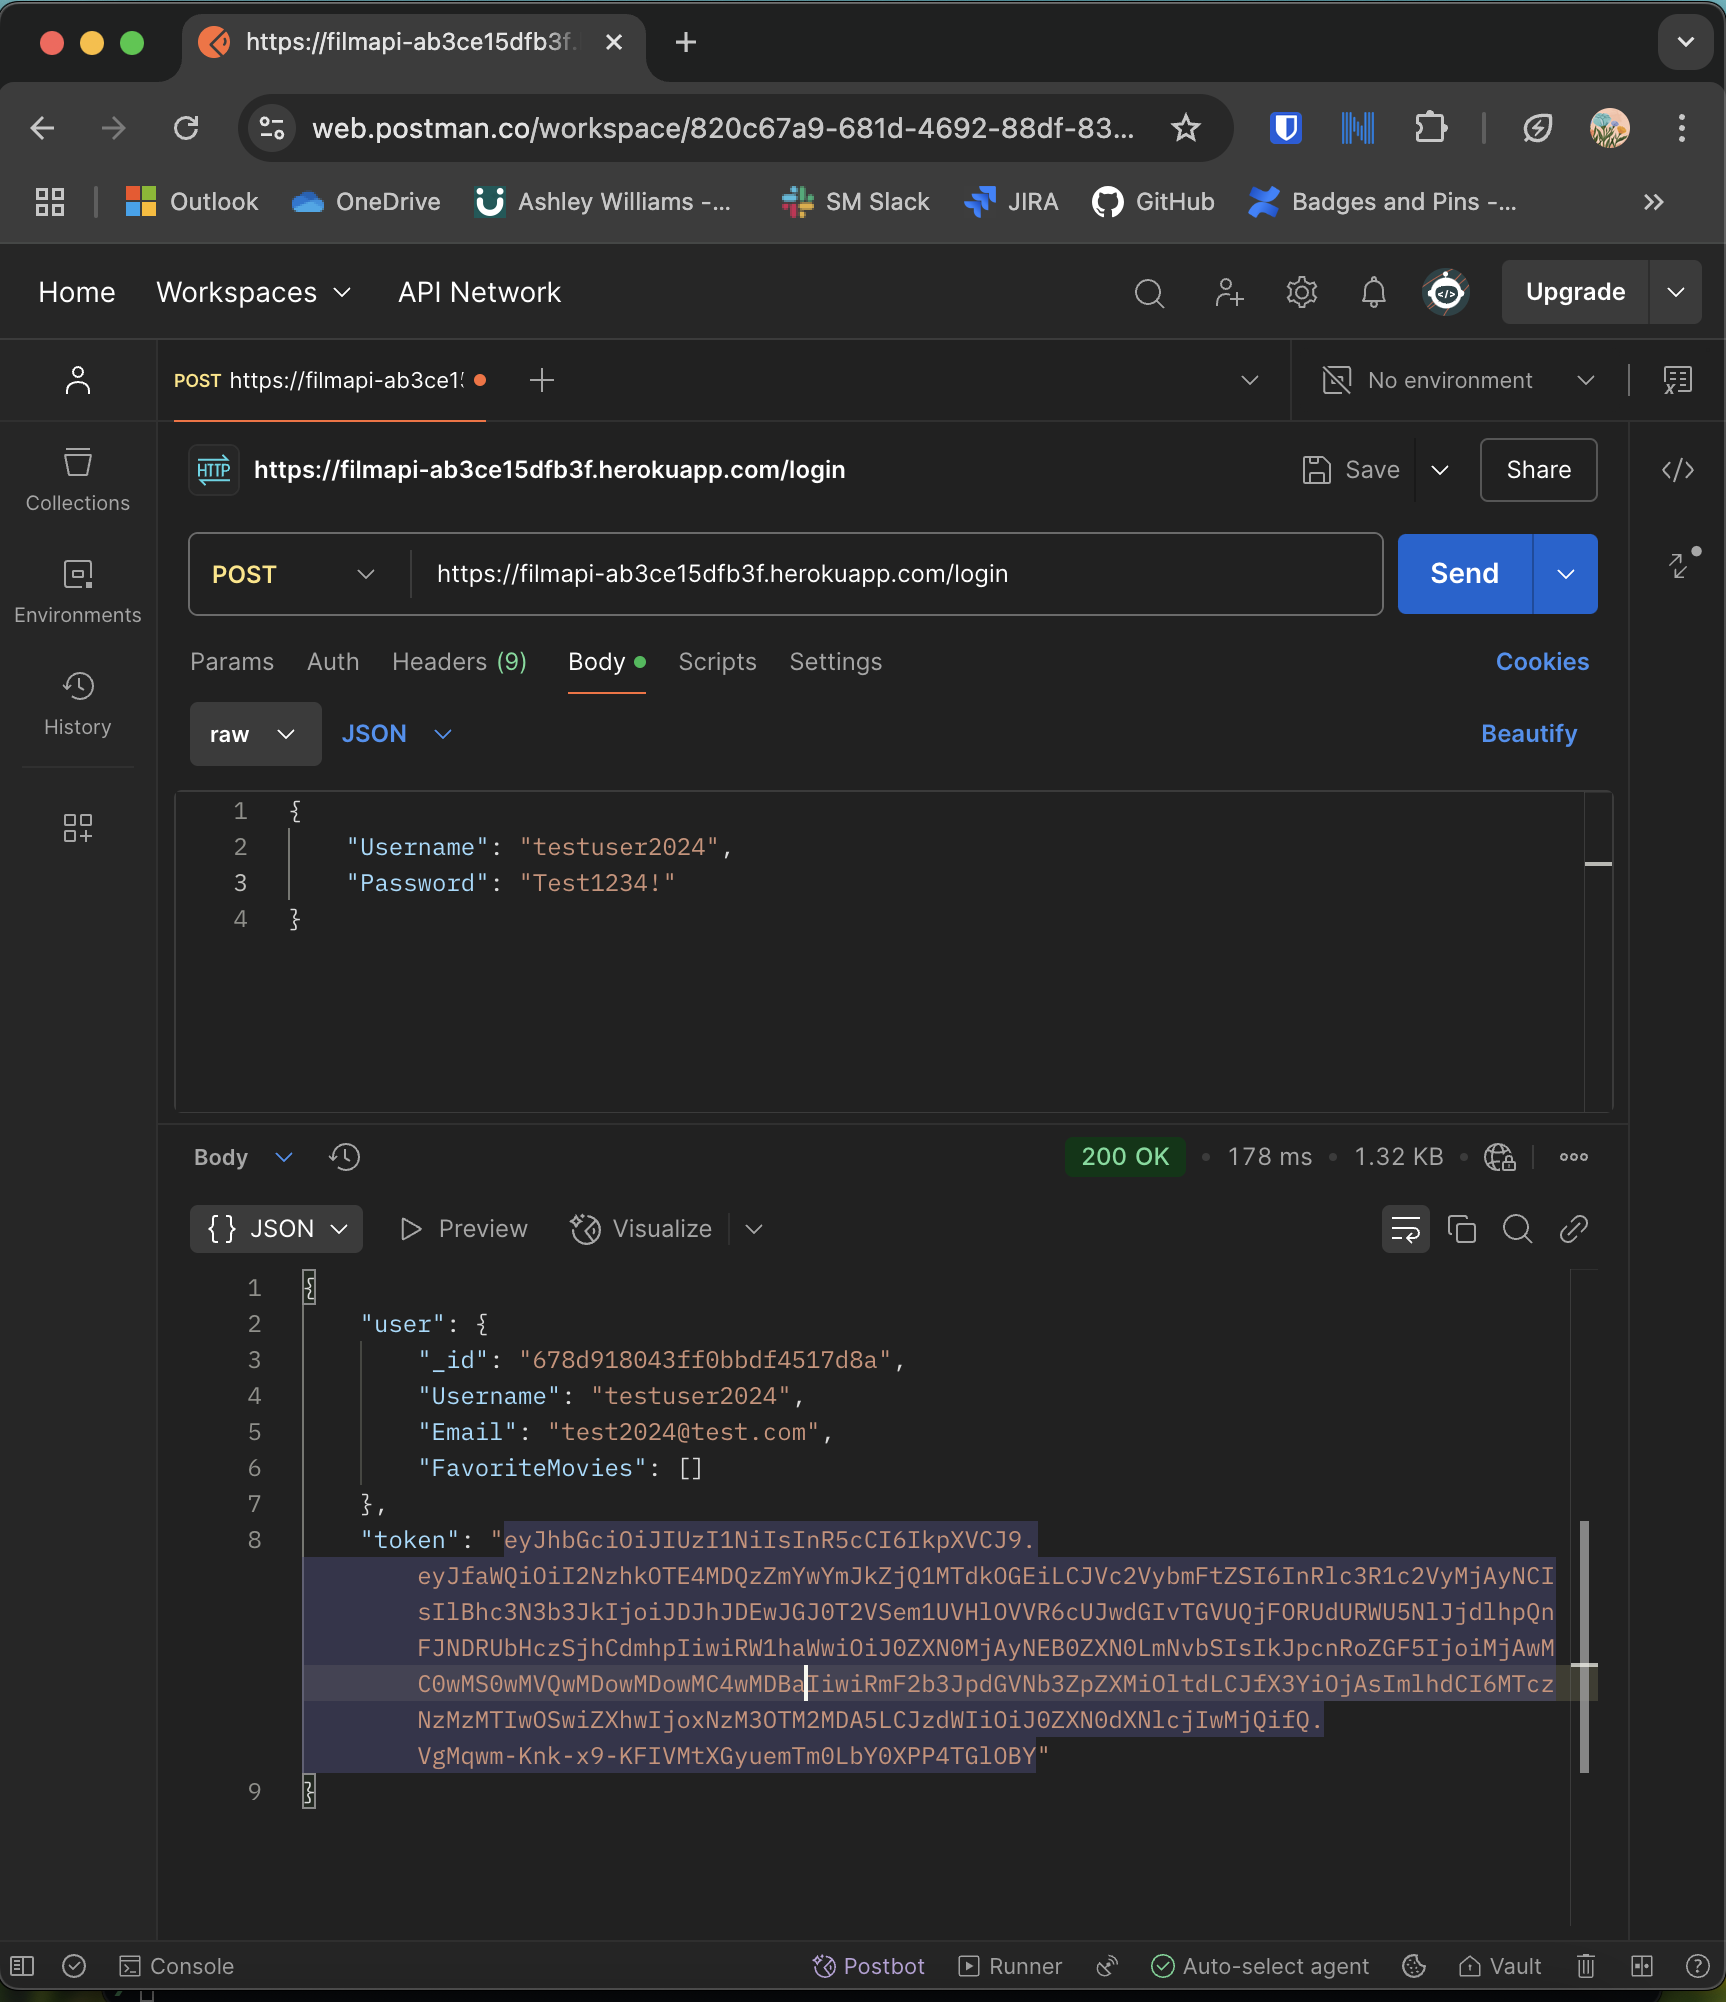 https://filmapi-ab3ce15dfb3f.
web.postman.co/workspace/820c67a9-681d-4692-88df-83...
Outlook OneDrive Ashley Williams -... SM Slack JIRA GitHub Badges and Pins -...
Home Workspaces API Network Upgrade
POST https://filmapi-ab3ce1 No environment
HTTP https://filmapi-ab3ce15dfb3f.herokuapp.com/login Save Share
Collections
POST https://filmapi-ab3ce15dfb3f.herokuapp.com/login Send
Environments
Params Auth Headers (9) Body Scripts Settings Cookies
History
raw JSON Beautify
1 {
2 "Username": "testuser2024",
3 "Password": "Test1234!"
4 }
Body 200 OK • 178 ms • 1.32 KB •
{} JSON Preview Visualize
1 {
2 "user": {
3 "_id": "678d918043ff0bbdf4517d8a",
4 "Username": "testuser2024",
5 "Email": "test2024@test.com",
6 "FavoriteMovies": []
7 },
8 "token": "eyJhbGciOiJIUzI1NiIsInR5cCI6IkpXVCJ9.
eyJfaWQiOiI2NzhkOTE4MDQzZmYwYmJkZjQ1MTdkOGEiLCJVc2VybmFtZSI6InRlc3R1c2VyMjAyNCI
sIlBhc3N3b3JkIjoiJDJhJDEwJGJ0T2VSem1UVHlOVVR6cUJwdGIvTGVUQjFORUdURWU5NlJjdlhpQn
FJNDRUbHczSjhCdmhpIiwiRW1haWwiOiJ0ZXN0MjAyNEB0ZXN0LmNvbSIsIkJpcnRoZGF5IjoiMjAwM
C0wMS0wMVQwMDowMDowMC4wMDBaIiwiRmF2b3JpdGVNb3ZpZXMiOltdLCJfX3YiOjAsImlhdCI6MTcz
NzMzMTIwOSwiZXhwIjoxNzM3OTM2MDA5LCJzdWIiOiJ0ZXN0dXNlcjIwMjQifQ.
VgMqwm-Knk-x9-KFIVMtXGyuemTm0LbY0XPP4TGlOBY"
9 }
Console Postbot Runner Auto-select agent Vault